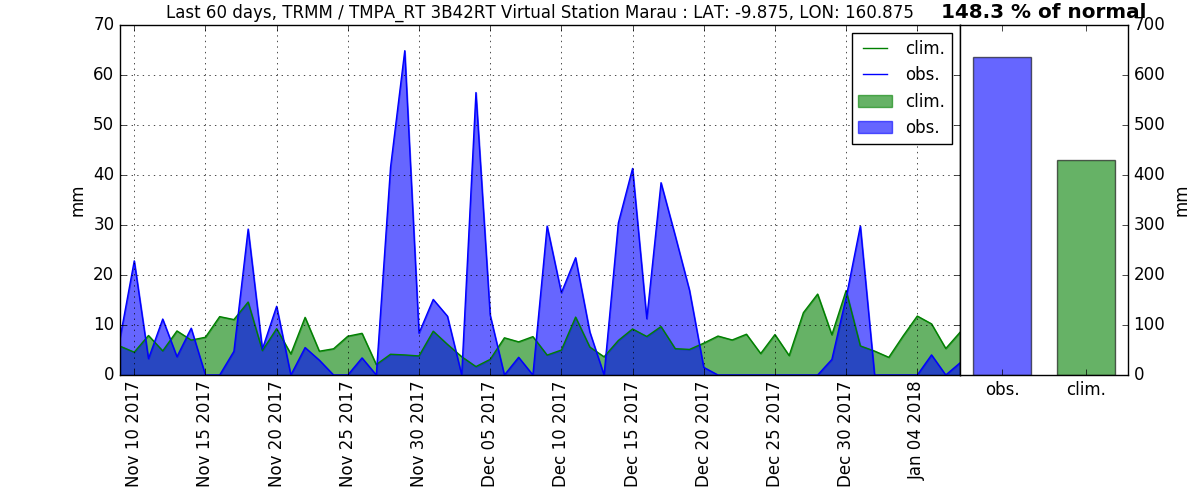 Last 60 days, TRMM / TMPA_RT 3B42RT Virtual Station Marau : LAT: -9.875, LON: 160.875
148.3 % of normal
70
60
50
40
30
20
10
0
mm
clim.
obs.
clim.
obs.
700
600
500
400
300
200
100
0
mm
Nov 10 2017
Nov 15 2017
Nov 20 2017
Nov 25 2017
Nov 30 2017
Dec 05 2017
Dec 10 2017
Dec 15 2017
Dec 20 2017
Dec 25 2017
Dec 30 2017
Jan 04 2018
obs.
clim.